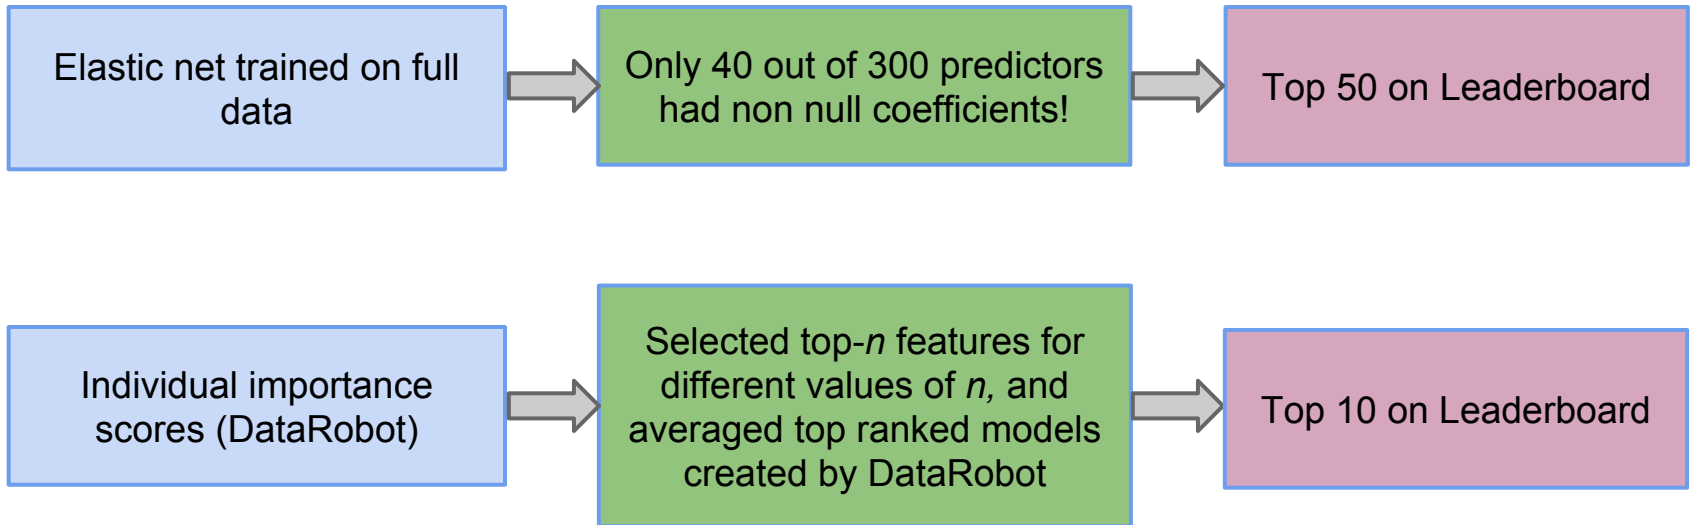 Elastic net trained on full
data
Only 40 out of 300 predictors
had non null coefficients!
Top 50 on Leaderboard
Individual importance
scores (DataRobot)
Selected top-n features for
different values of n, and
averaged top ranked models
created by DataRobot
Top 10 on Leaderboard